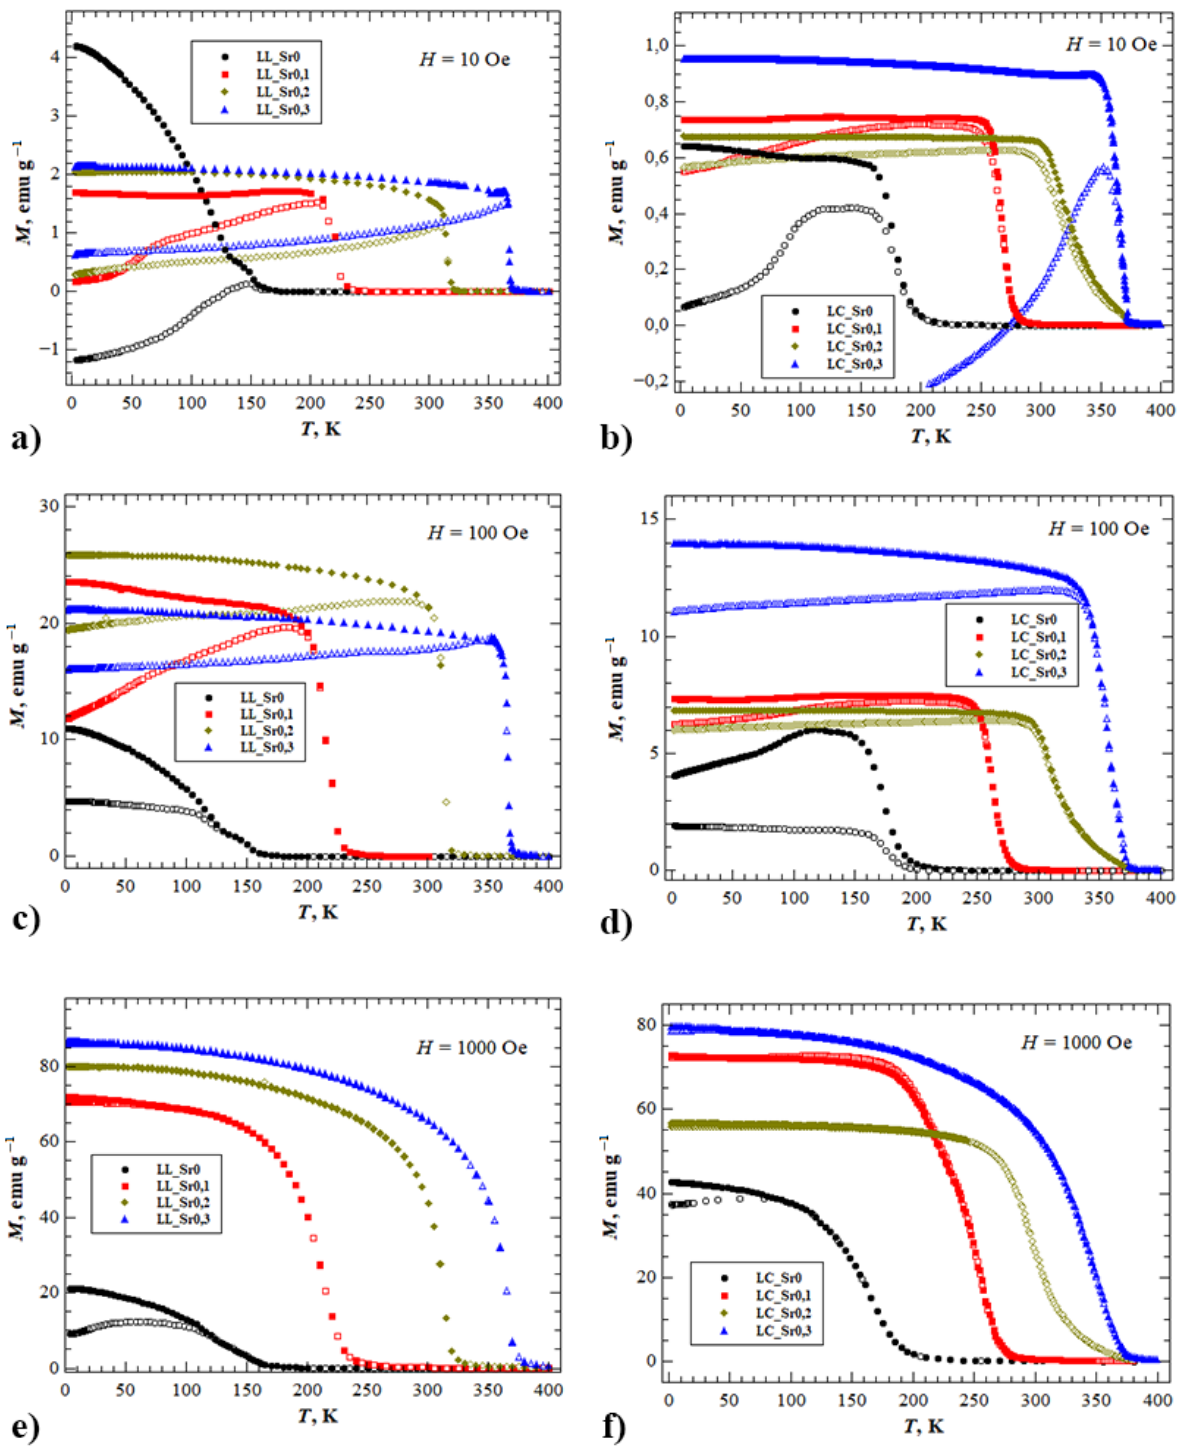 H = 10 Oe
LL_Sr0
LL_Sr0,1
LL_Sr0,2
LL_Sr0,3
M, emu g⁻¹
4
3
2
1
0
−1
0 50 100 150 200 250 300 350 400
T, K
a)
H = 10 Oe
M, emu g⁻¹
1,0
0,8
0,6
0,4
0,2
0,0
−0,2
LC_Sr0
LC_Sr0,1
LC_Sr0,2
LC_Sr0,3
0 50 100 150 200 250 300 350 400
T, K
b)
H = 100 Oe
M, emu g⁻¹
30
20
10
0
LL_Sr0
LL_Sr0,1
LL_Sr0,2
LL_Sr0,3
0 50 100 150 200 250 300 350 400
T, K
c)
H = 100 Oe
M, emu g⁻¹
15
10
5
0
LC_Sr0
LC_Sr0,1
LC_Sr0,2
LC_Sr0,3
0 50 100 150 200 250 300 350 400
T, K
d)
H = 1000 Oe
M, emu g⁻¹
80
60
40
20
0
LL_Sr0
LL_Sr0,1
LL_Sr0,2
LL_Sr0,3
0 50 100 150 200 250 300 350 400
T, K
e)
H = 1000 Oe
M, emu g⁻¹
80
60
40
20
0
LC_Sr0
LC_Sr0,1
LC_Sr0,2
LC_Sr0,3
0 50 100 150 200 250 300 350 400
T, K
f)